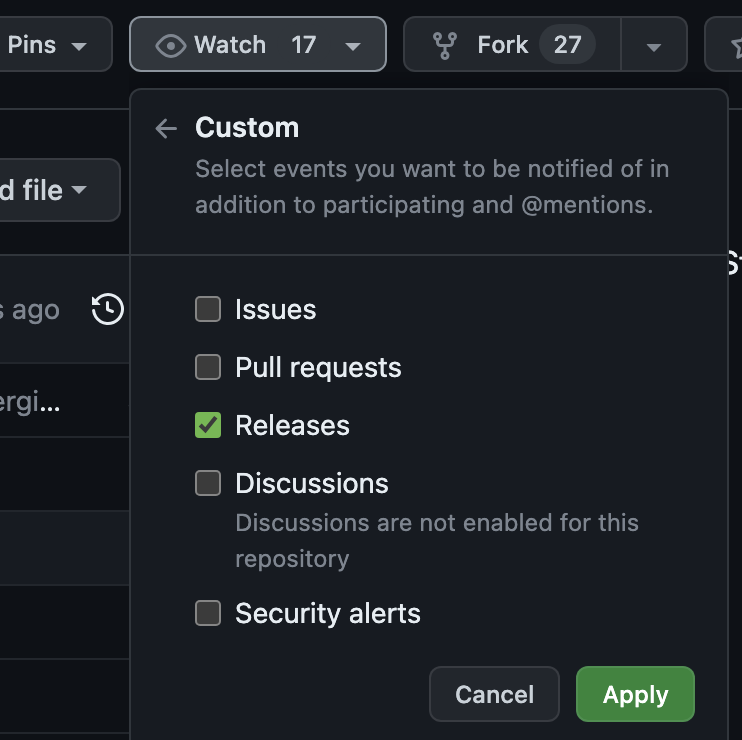 Pins
Watch 17
Fork 27
Custom
Select events you want to be notified of in
addition to participating and @mentions.
d file
s ago
ergi...
Issues
Pull requests
Releases
Discussions
Discussions are not enabled for this
repository
Security alerts
Cancel Apply